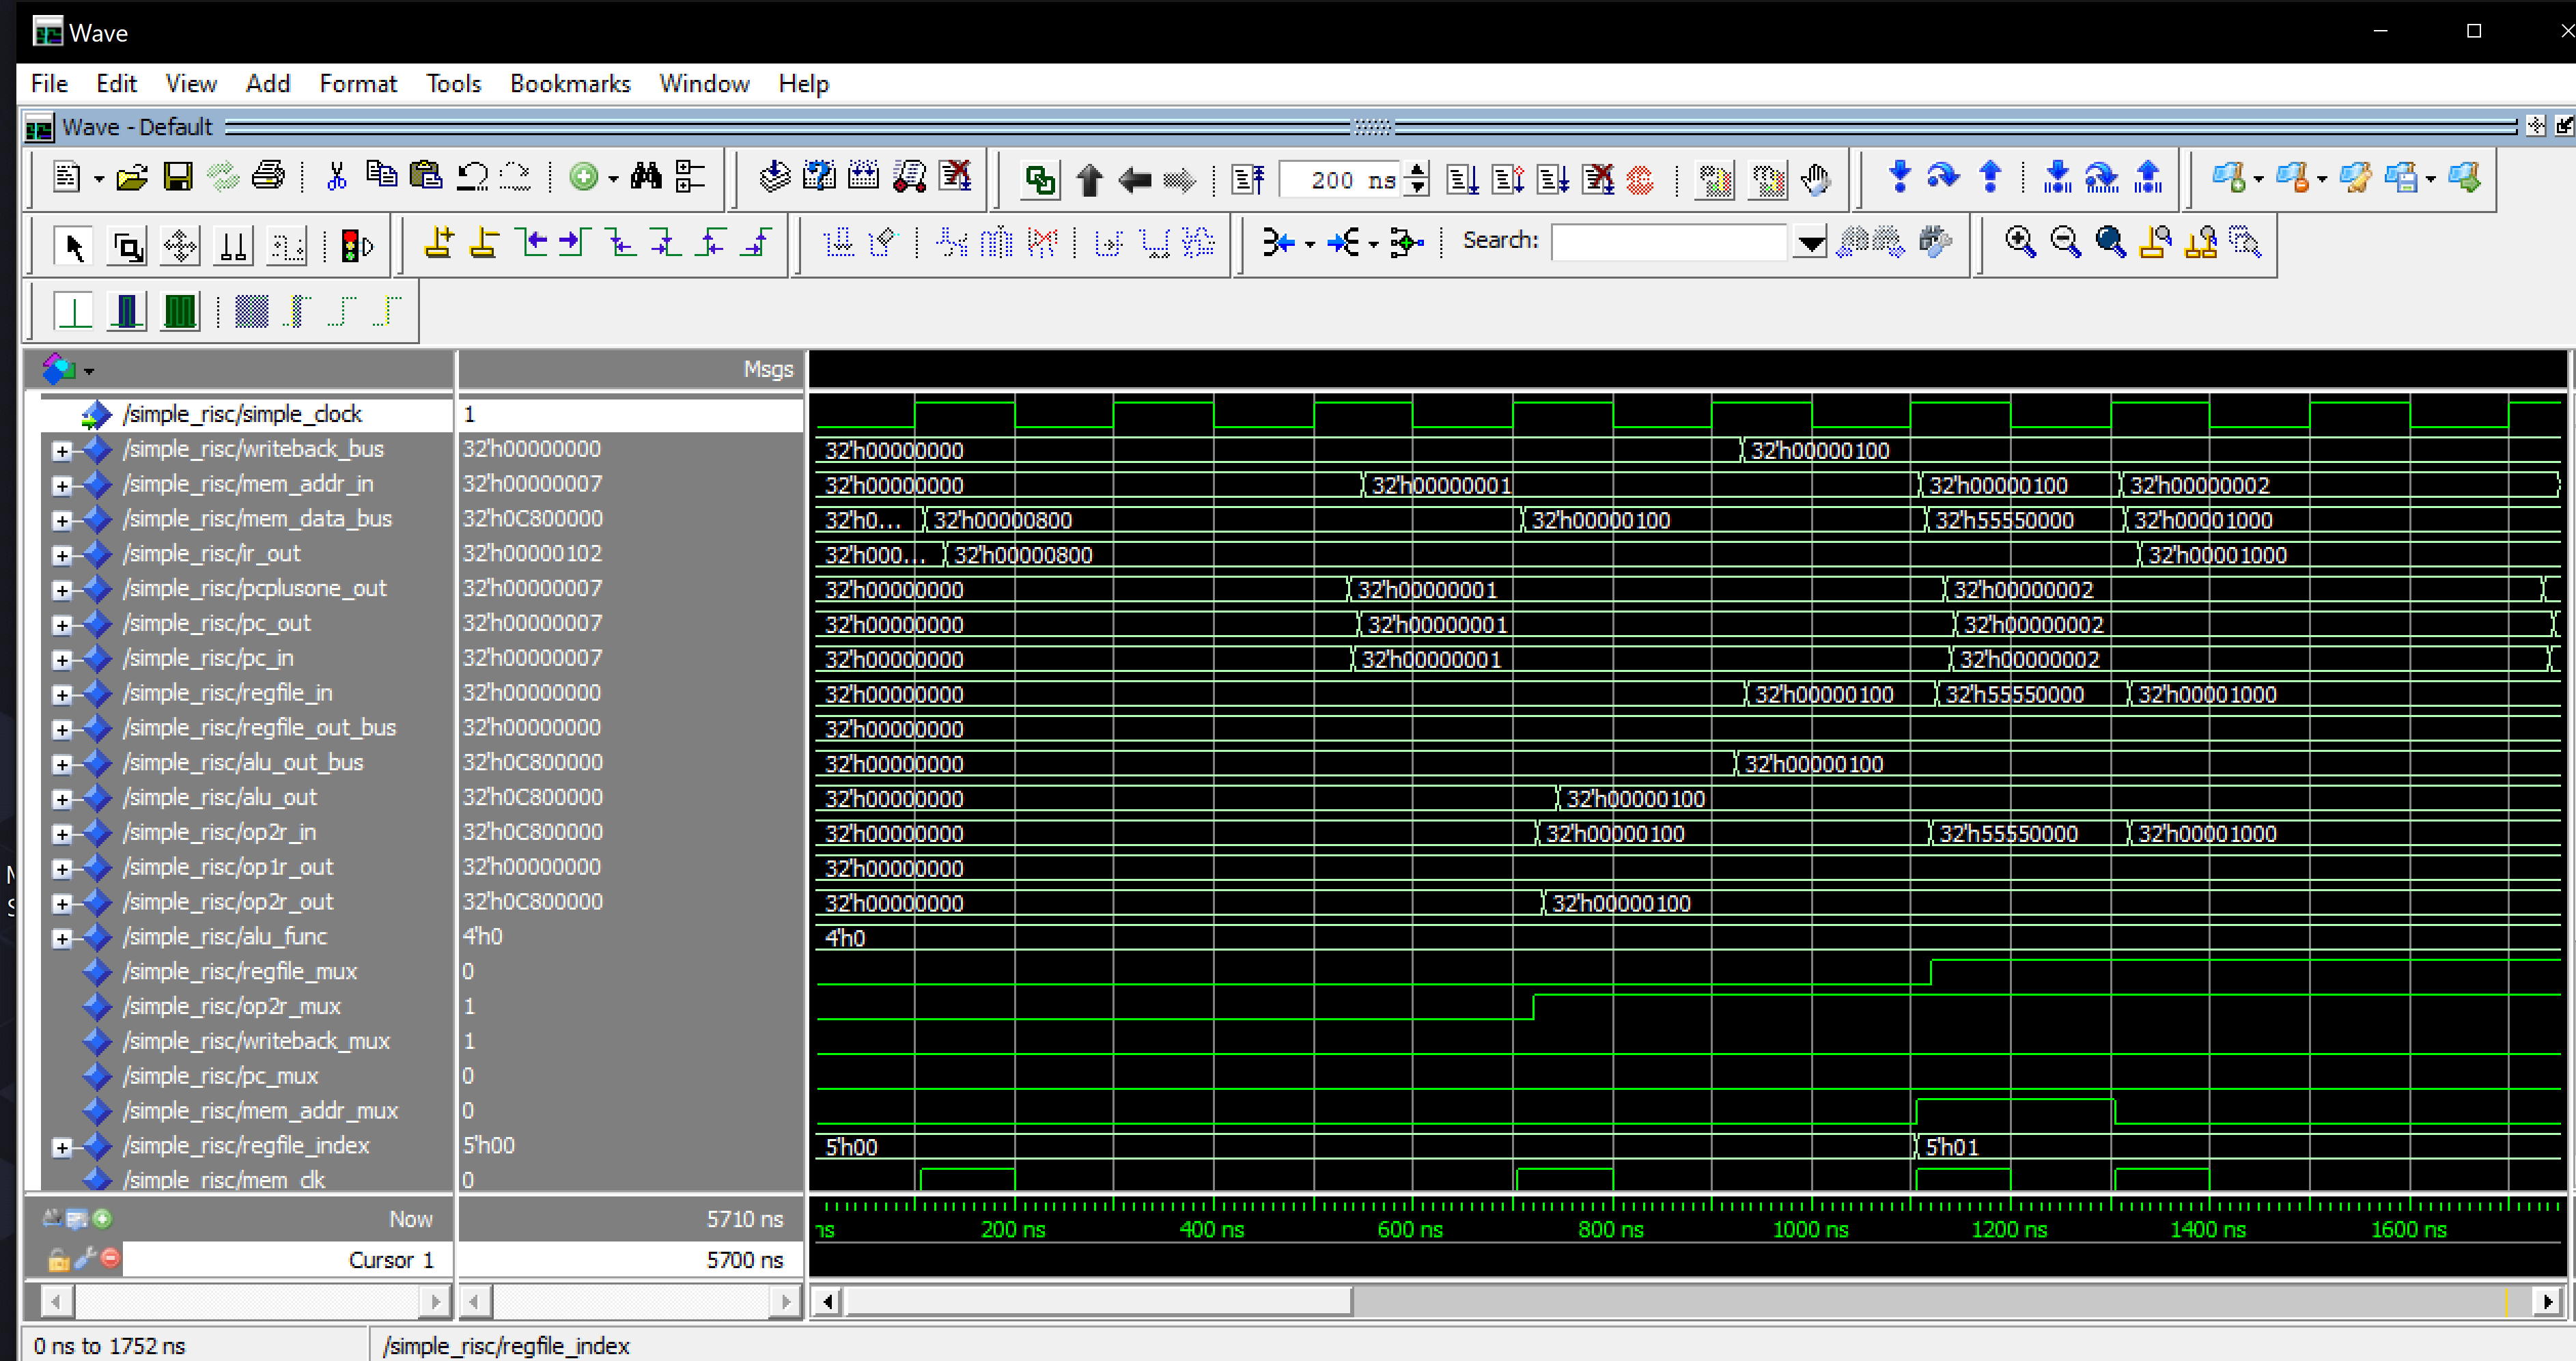 Wave
File Edit View Add Format Tools Bookmarks Window Help
Wave - Default
200 ns
Search:
Msgs
/simple_risc/simple_clock 1
/simple_risc/writeback_bus 32'h00000000 32'h00000000 32'h00000100
/simple_risc/mem_addr_in 32'h00000007 32'h00000000 32'h00000001 32'h00000100 32'h00000002
/simple_risc/mem_data_bus 32'h0C800000 32'h0... 32'h00000800 32'h00000100 32'h55550000 32'h00001000
/simple_risc/ir_out 32'h00000102 32'h000... 32'h00000800 32'h00001000
/simple_risc/pcplusone_out 32'h00000007 32'h00000000 32'h00000001 32'h00000002
/simple_risc/pc_out 32'h00000007 32'h00000000 32'h00000001 32'h00000002
/simple_risc/pc_in 32'h00000007 32'h00000000 32'h00000001 32'h00000002
/simple_risc/regfile_in 32'h00000000 32'h00000000 32'h00000100 32'h55550000 32'h00001000
/simple_risc/regfile_out_bus 32'h00000000 32'h00000000
/simple_risc/alu_out_bus 32'h0C800000 32'h00000000 32'h00000100
/simple_risc/alu_out 32'h0C800000 32'h00000000 32'h00000100
/simple_risc/op2r_in 32'h0C800000 32'h00000000 32'h00000100 32'h55550000 32'h00001000
/simple_risc/op1r_out 32'h00000000 32'h00000000
/simple_risc/op2r_out 32'h0C800000 32'h00000000 32'h00000100
/simple_risc/alu_func 4'h0 4'h0
/simple_risc/regfile_mux 0
/simple_risc/op2r_mux 1
/simple_risc/writeback_mux 1
/simple_risc/pc_mux 0
/simple_risc/mem_addr_mux 0
/simple_risc/regfile_index 5'h00 5'h00 5'h01
/simple_risc/mem_clk 0
Now 5710 ns ns 200 ns 400 ns 600 ns 800 ns 1000 ns 1200 ns 1400 ns 1600 ns
Cursor 1 5700 ns
0 ns to 1752 ns /simple_risc/regfile_index